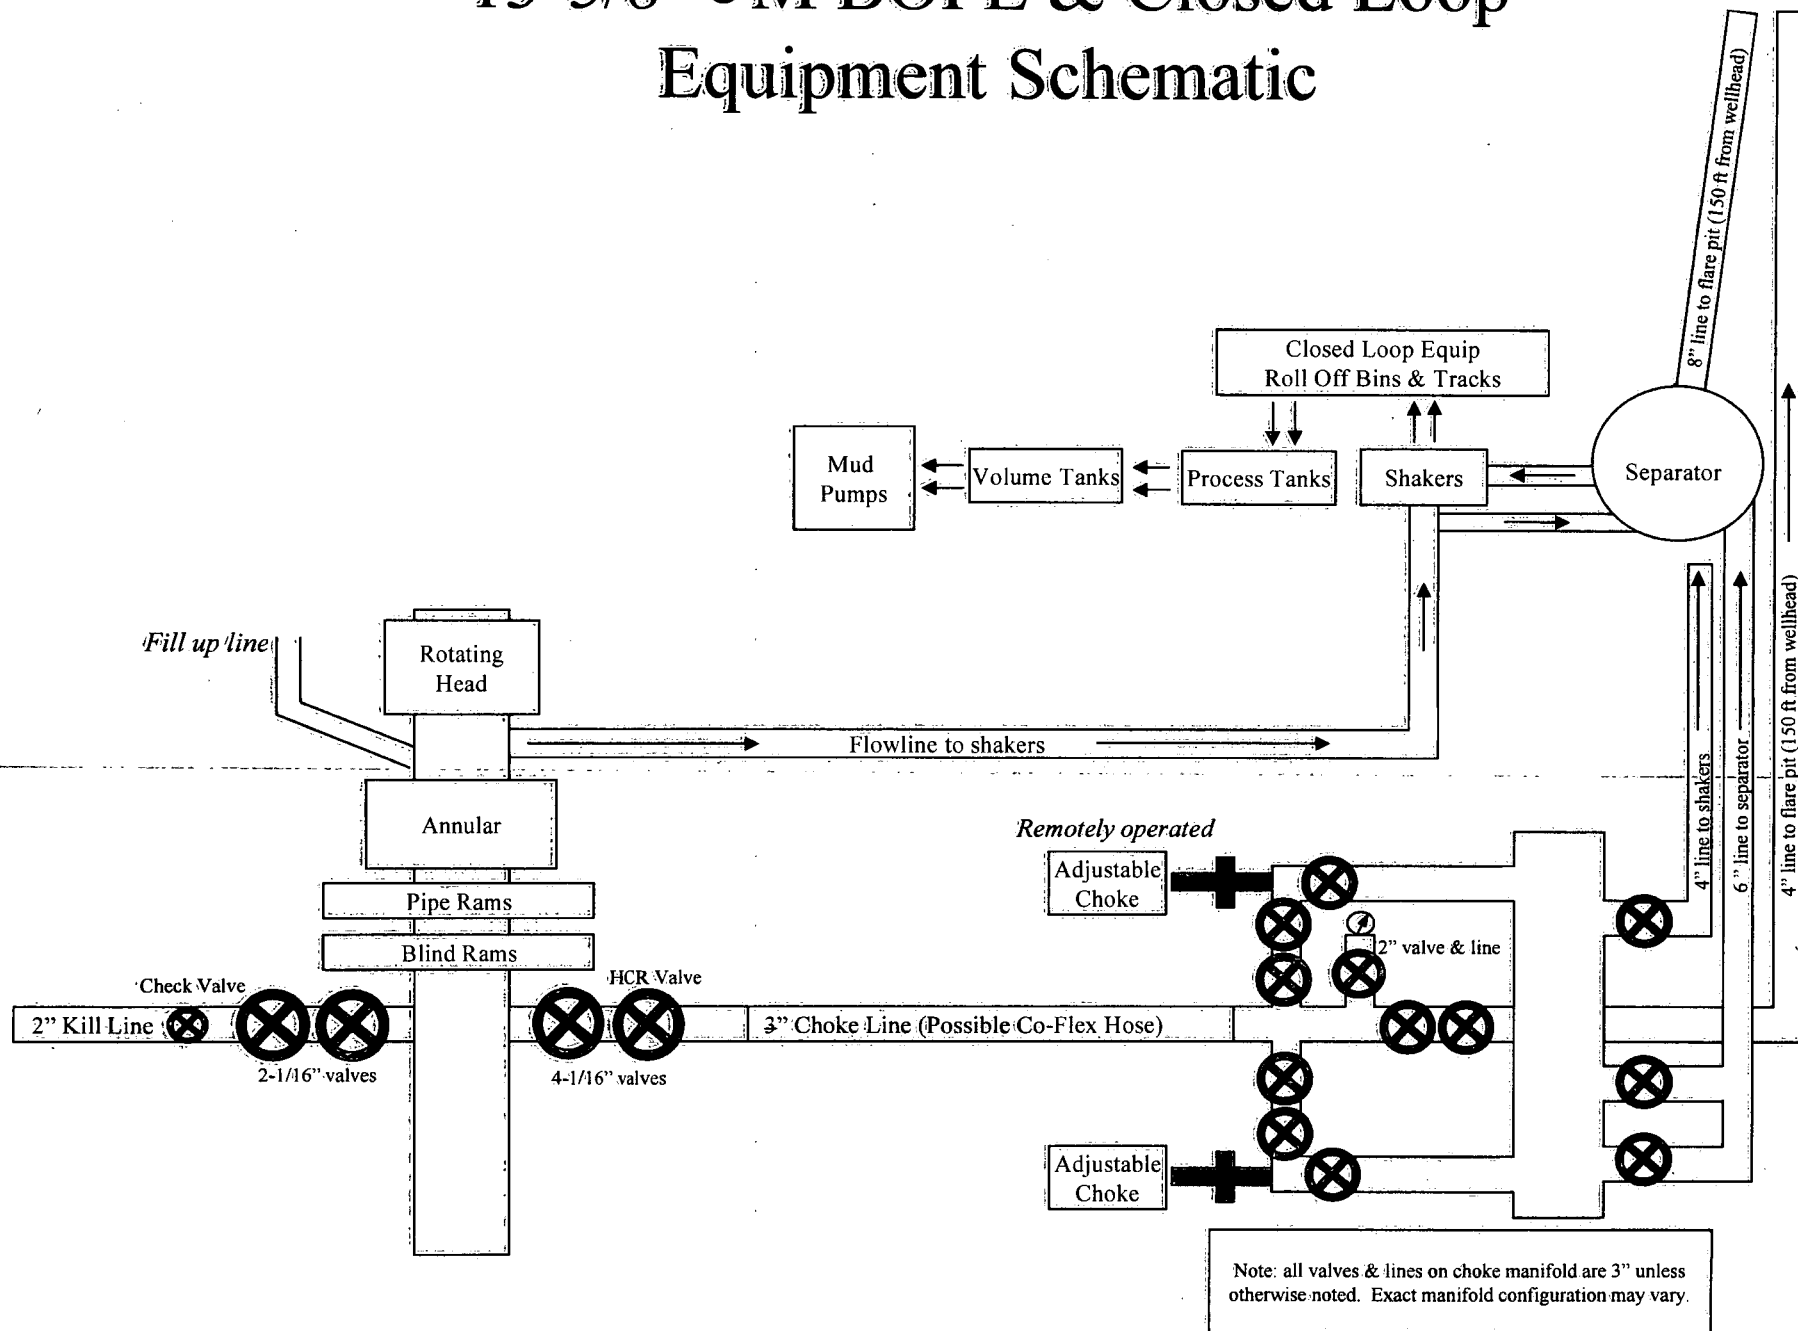 & Closed Loop
Equipment Schematic
8” line to flare pit (150 ft from wellhead)
Closed Loop Equip
Roll Off Bins & Tracks
Mud
Pumps
Volume Tanks
Process Tanks
Shakers
Separator
Fill up line
Rotating
Head
Flowline to shakers
Annular
Pipe Rams
Blind Rams
Remotely operated
Adjustable
Choke
2” valve & line
4” line to shakers
6” line to separator
4” line to flare pit (150 ft from wellhead)
Check Valve
HCR Valve
2” Kill Line
3” Choke Line (Possible Co-Flex Hose)
2-1/16” valves
4-1/16” valves
Adjustable
Choke
Note: all valves & lines on choke manifold are 3” unless
otherwise noted. Exact manifold configuration may vary.